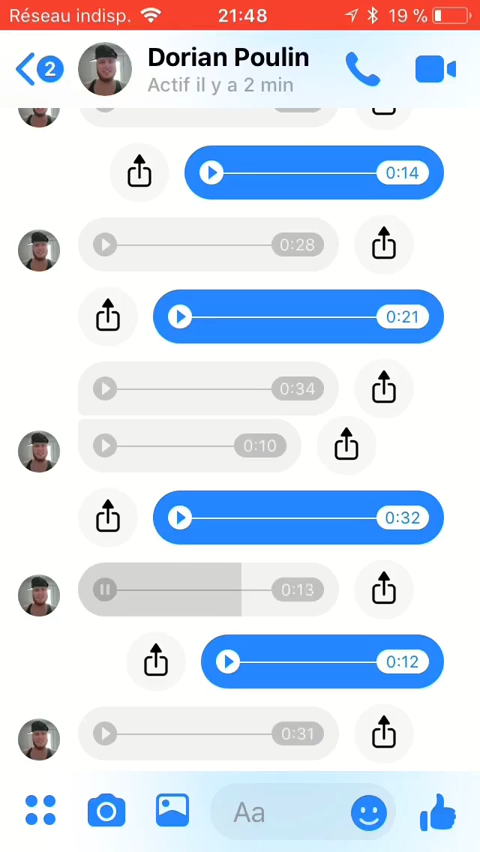 Réseau indisp. 21:48 19 %
2 Dorian Poulin
Actif il y a 2 min
0:14
0:28
0:21
0:34
0:10
0:32
0:13
0:12
0:31
Aa